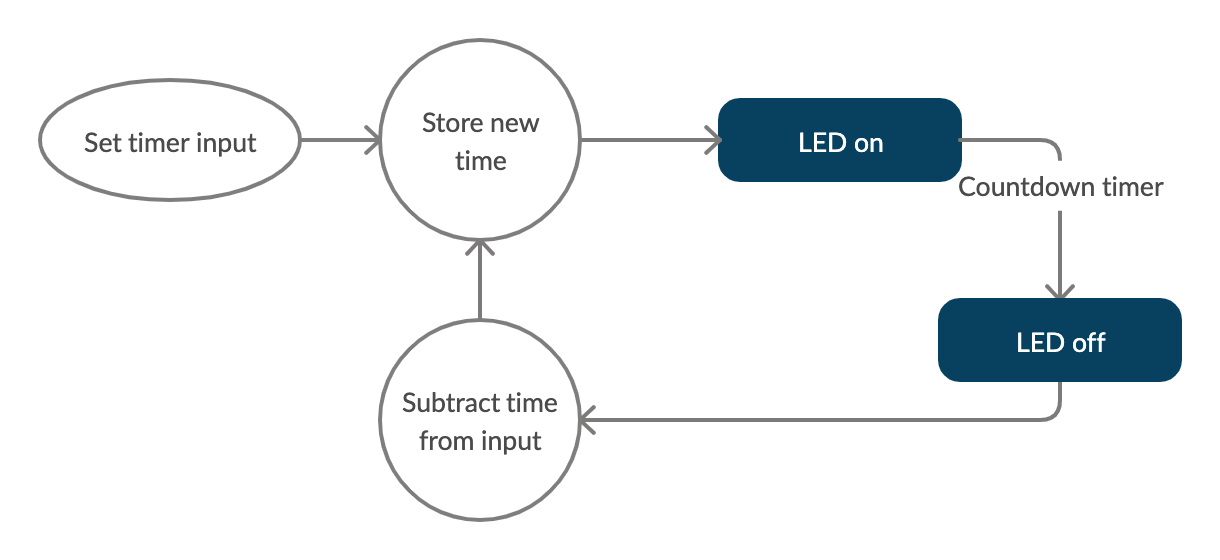 Set timer input
Store new
time
LED on
Countdown timer
LED off
Subtract time
from input